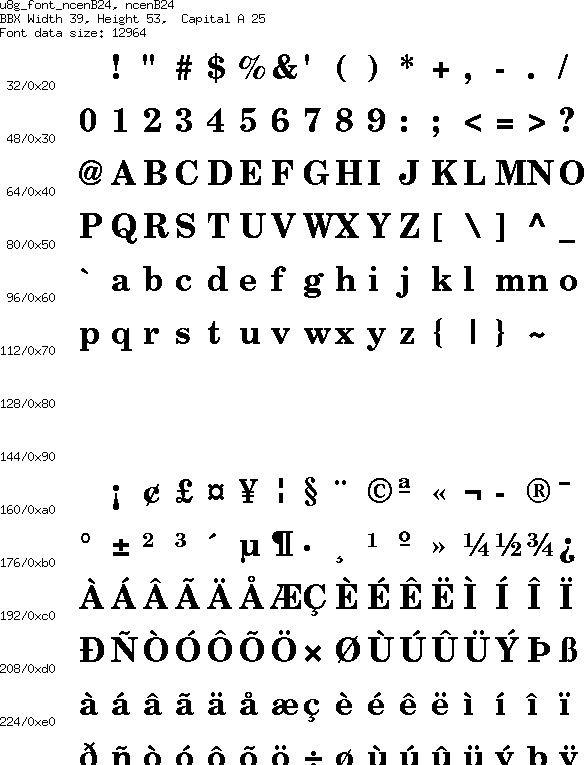 u8g_font_ncenB24, ncenB24
BBX Width 39, Height 53,  Capital A 25
Font data size: 12964
32/0x20 ! " # $ % & ' ( ) * + , - . /
48/0x30 0 1 2 3 4 5 6 7 8 9 : ; < = > ?
64/0x40 @ A B C D E F G H I J K L M N O
80/0x50 P Q R S T U V W X Y Z [ \ ] ^ _
96/0x60 ` a b c d e f g h i j k l m n o
112/0x70 p q r s t u v w x y z { | } ~
128/0x80
144/0x90
160/0xa0 ¡ ¢ £ ¤ ¥ ¦ § ¨ © ª « ¬ - ® ¯
176/0xb0 ° ± ² ³ ´ µ ¶ · ¸ ¹ º » ¼ ½ ¾ ¿
192/0xc0 À Á Â Ã Ä Å Æ Ç È É Ê Ë Ì Í Î Ï
208/0xd0 Ð Ñ Ò Ó Ô Õ Ö × Ø Ù Ú Û Ü Ý Þ ß
224/0xe0 à á â ã ä å æ ç è é ê ë ì í î ï
ð ñ ò ó ô õ ö ÷ ø ù ú û ü ý þ ÿ